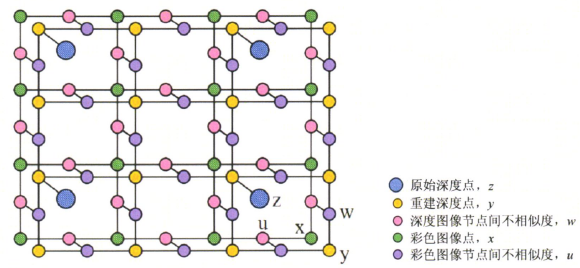 z
w
u
x
y
原始深度点，z
重建深度点，y
深度图像节点间不相似度，w
彩色图像点，x
彩色图像节点间不相似度，u